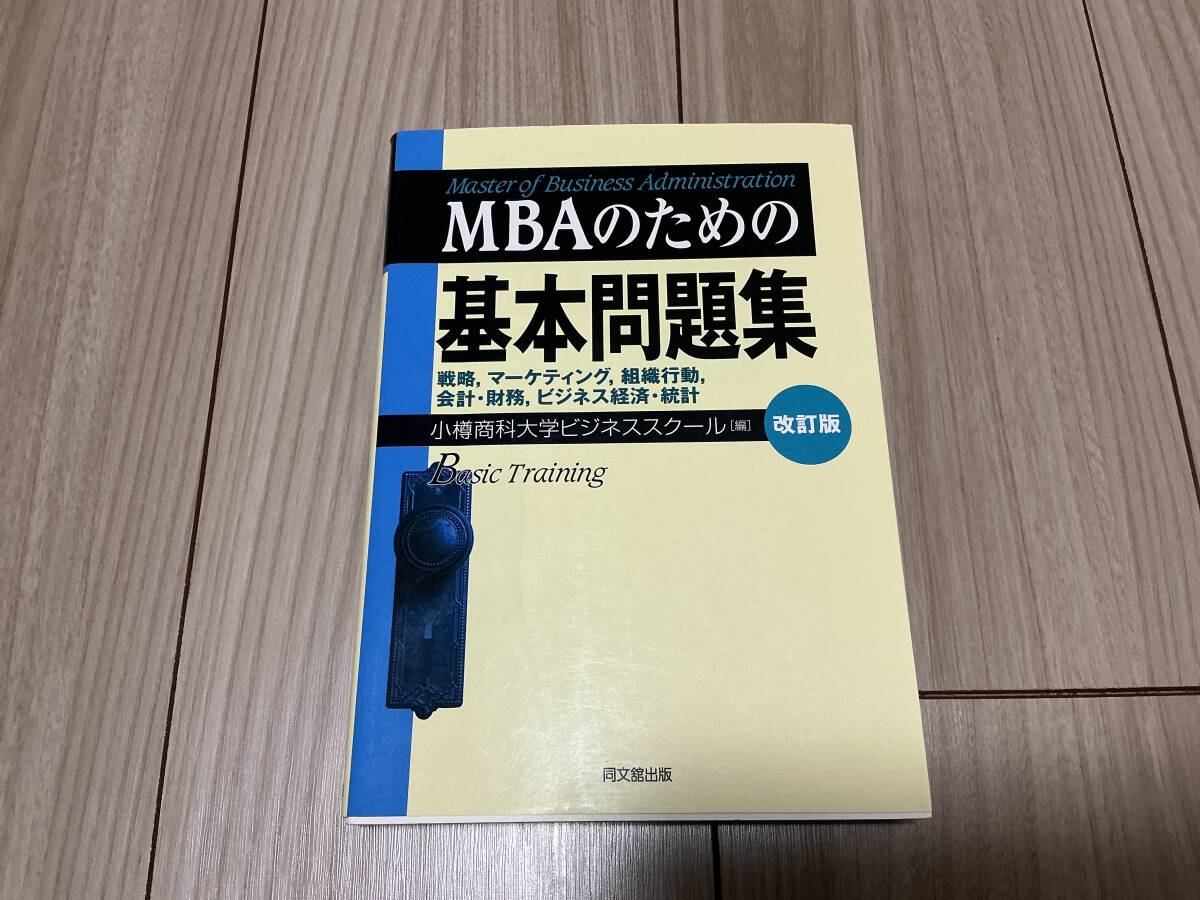 Master of Business Administration
MBAのための
基本問題集
戦略, マーケティング, 組織行動,
会計・財務, ビジネス経済・統計
小樽商科大学ビジネススクール[編]
改訂版
Basic Training
同文舘出版